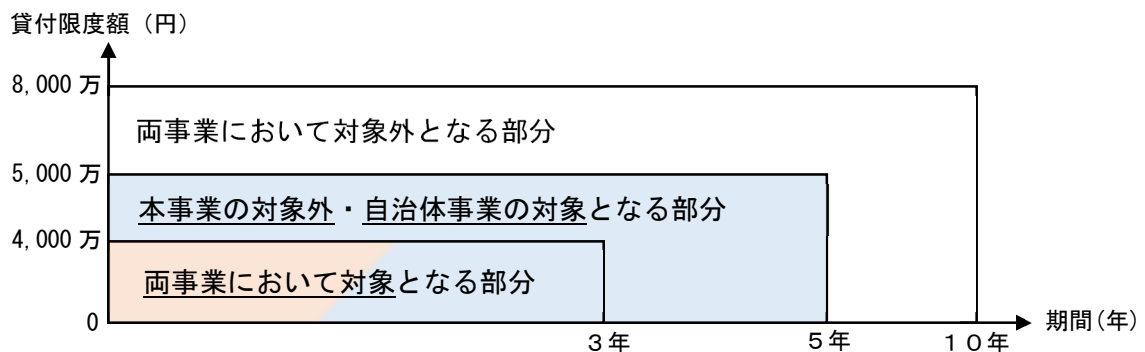 貸付限度額（円）
8,000 万
両事業において対象外となる部分
5,000 万
本事業の対象外・自治体事業の対象となる部分
4,000 万
両事業において対象となる部分
0
期間(年)
３年
５年
１０年